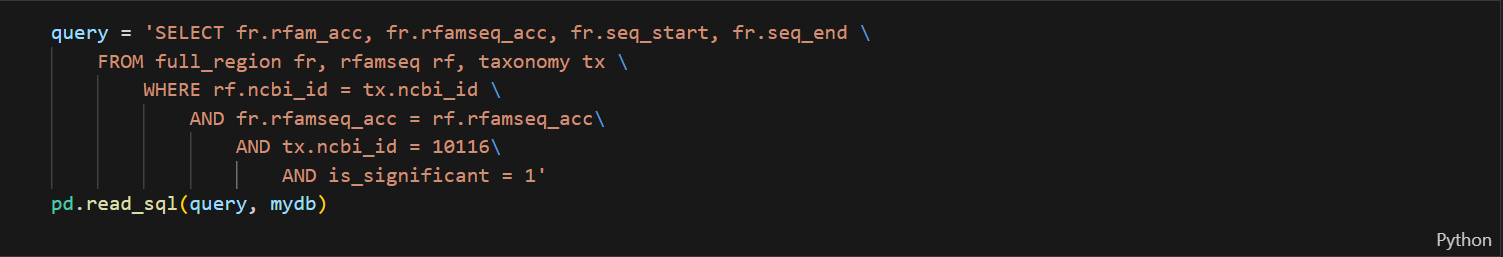 query = 'SELECT fr.rfam_acc, fr.rfamseq_acc, fr.seq_start, fr.seq_end \
    FROM full_region fr, rfamseq rf, taxonomy tx \
        WHERE rf.ncbi_id = tx.ncbi_id \
            AND fr.rfamseq_acc = rf.rfamseq_acc\
                AND tx.ncbi_id = 10116\
                    AND is_significant = 1'
pd.read_sql(query, mydb)
Python